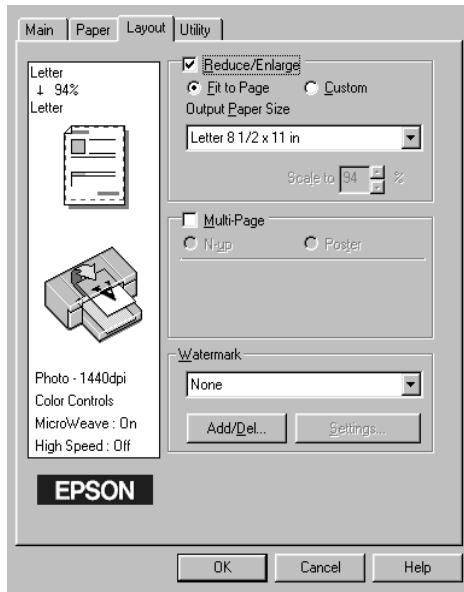 Main Paper Layout Utility
Letter
↓ 94%
Letter
Photo - 1440dpi
Color Controls
MicroWeave : On
High Speed : Off
EPSON
Reduce/Enlarge
Fit to Page Custom
Output Paper Size
Letter 8 1/2 x 11 in
Scale to 94 %
Multi-Page
N-up Poster
Watermark
None
Add/Del... Settings...
OK Cancel Help